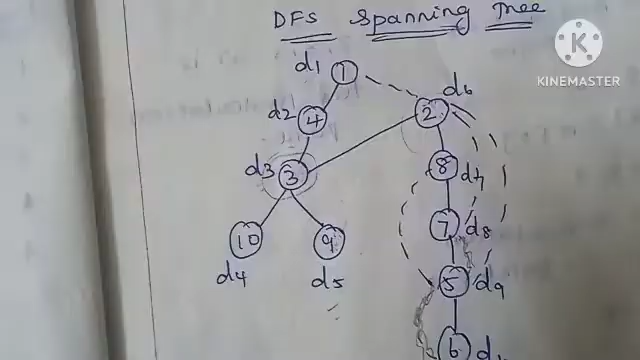 DFS Spanning Tree
K
KINEMASTER
d1 1
d6
d2 4
2
d3 3
8 d7
10 9
7 d8
d4 d5
5 d9
6